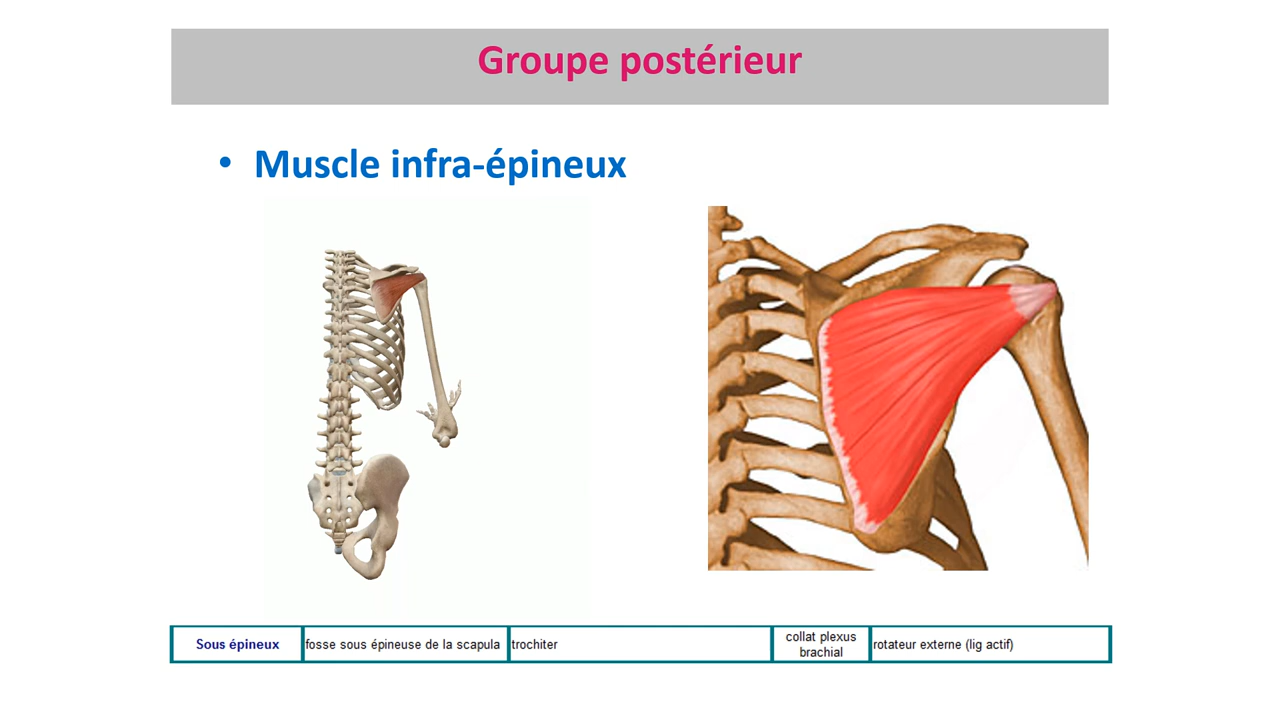 Groupe postérieur
• Muscle infra-épineux
Sous épineux
fosse sous épineuse de la scapula
trochiter
collat plexus
brachial
rotateur externe (lig actif)